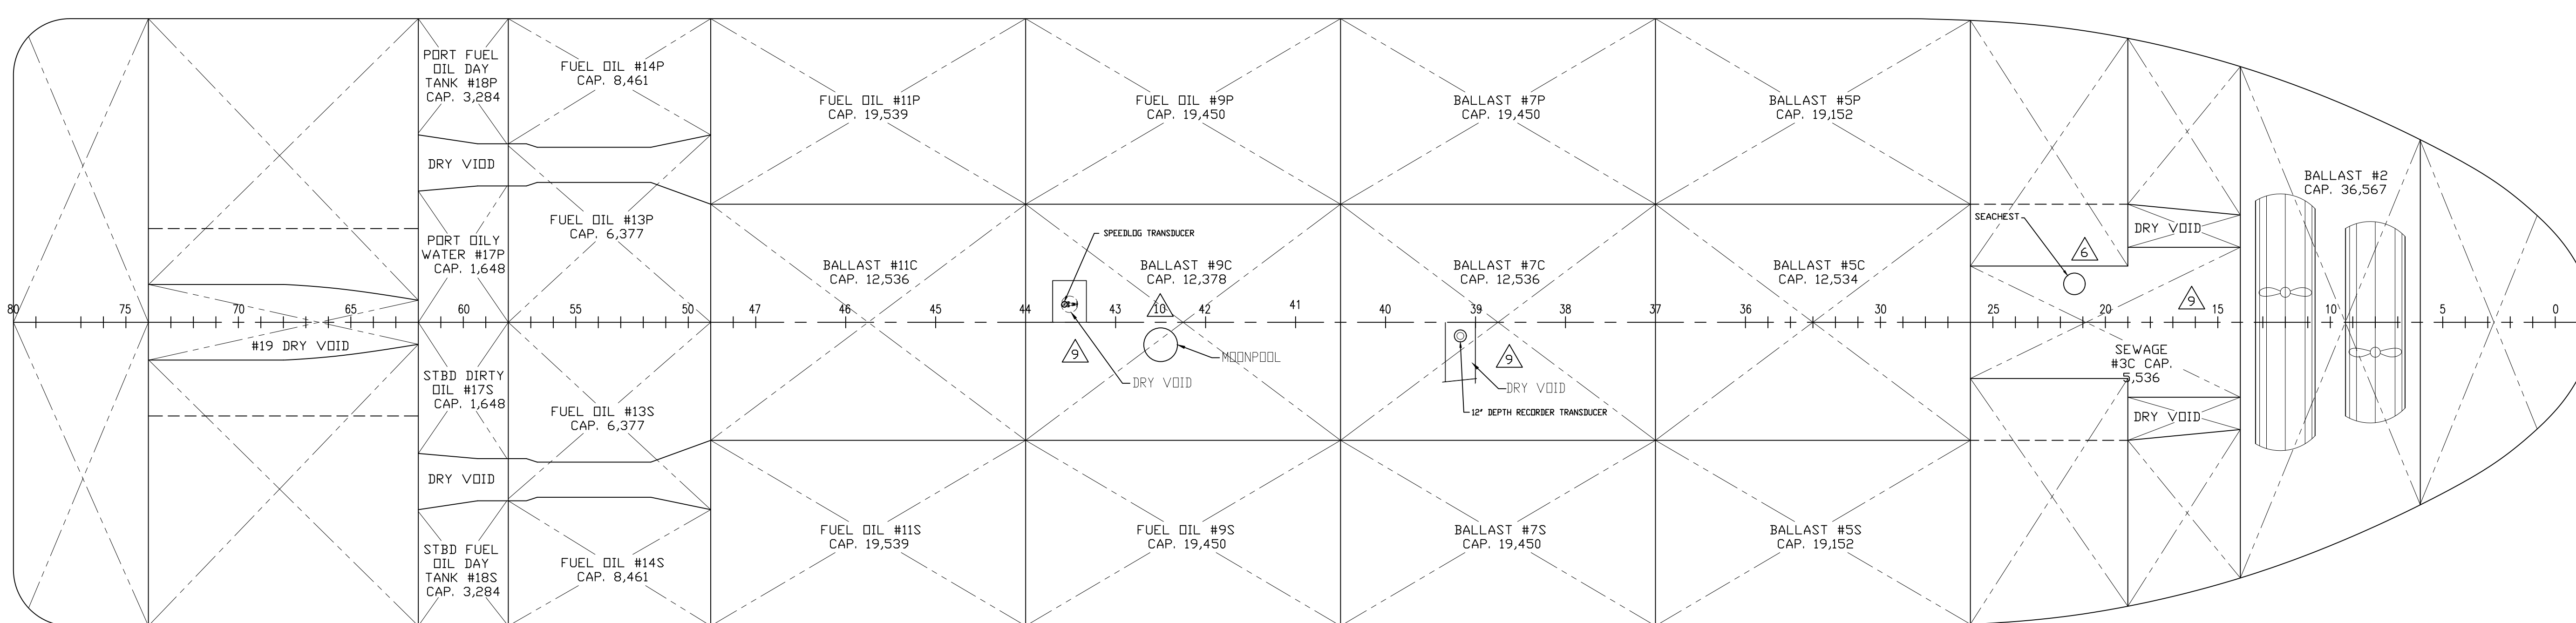 PORT FUEL
OIL DAY
TANK #18P
CAP. 3,284
FUEL OIL #14P
CAP. 8,461
FUEL OIL #11P
CAP. 19,539
FUEL OIL #9P
CAP. 19,450
BALLAST #7P
CAP. 19,450
BALLAST #5P
CAP. 19,152
BALLAST #2
CAP. 36,567
DRY VIOD
FUEL OIL #13P
CAP. 6,377
PORT OILY
WATER #17P
CAP. 1,648
SPEEDLOG TRANSDUCER
SEACHEST
DRY VOID
6
BALLAST #11C
CAP. 12,536
BALLAST #9C
CAP. 12,378
BALLAST #7C
CAP. 12,536
BALLAST #5C
CAP. 12,534
9
10
80 75 70 65 60 55 50 47 46 45 44 43 42 41 40 39 38 37 36 30 25 20 15 10 5 0
#19 DRY VOID
9
MOONPOOL
9
DRY VOID
DRY VOID
12" DEPTH RECORDER TRANSDUCER
SEWAGE
#3C CAP.
5,536
STBD DIRTY
OIL #17S
CAP. 1,648
FUEL OIL #13S
CAP. 6,377
DRY VOID
DRY VOID
STBD FUEL
OIL DAY
TANK #18S
CAP. 3,284
FUEL OIL #14S
CAP. 8,461
FUEL OIL #11S
CAP. 19,539
FUEL OIL #9S
CAP. 19,450
BALLAST #7S
CAP. 19,450
BALLAST #5S
CAP. 19,152